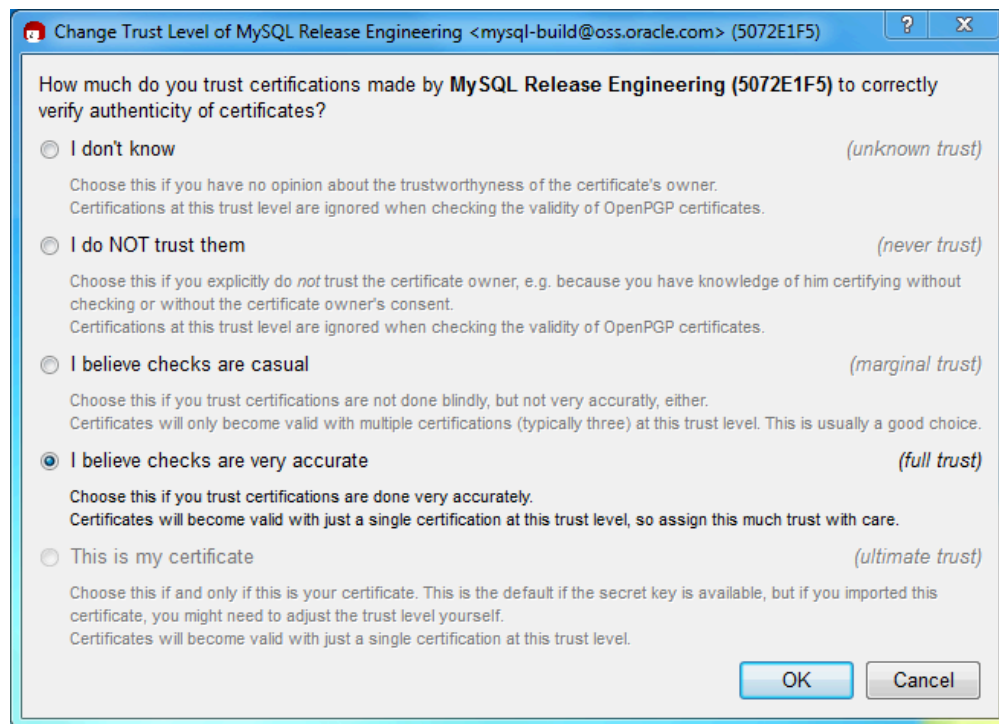 Change Trust Level of MySQL Release Engineering <mysql-build@oss.oracle.com> (5072E1F5)
How much do you trust certifications made by MySQL Release Engineering (5072E1F5) to correctly
verify authenticity of certificates?
I don't know (unknown trust)
Choose this if you have no opinion about the trustworthyness of the certificate's owner.
Certifications at this trust level are ignored when checking the validity of OpenPGP certificates.
I do NOT trust them (never trust)
Choose this if you explicitly do not trust the certificate owner, e.g. because you have knowledge of him certifying without
checking or without the certificate owner's consent.
Certifications at this trust level are ignored when checking the validity of OpenPGP certificates.
I believe checks are casual (marginal trust)
Choose this if you trust certifications are not done blindly, but not very accuratly, either.
Certificates will only become valid with multiple certifications (typically three) at this trust level. This is usually a good choice.
I believe checks are very accurate (full trust)
Choose this if you trust certifications are done very accurately.
Certificates will become valid with just a single certification at this trust level, so assign this much trust with care.
This is my certificate (ultimate trust)
Choose this if and only if this is your certificate. This is the default if the secret key is available, but if you imported this
certificate, you might need to adjust the trust level yourself.
Certificates will become valid with just a single certification at this trust level.
OK Cancel